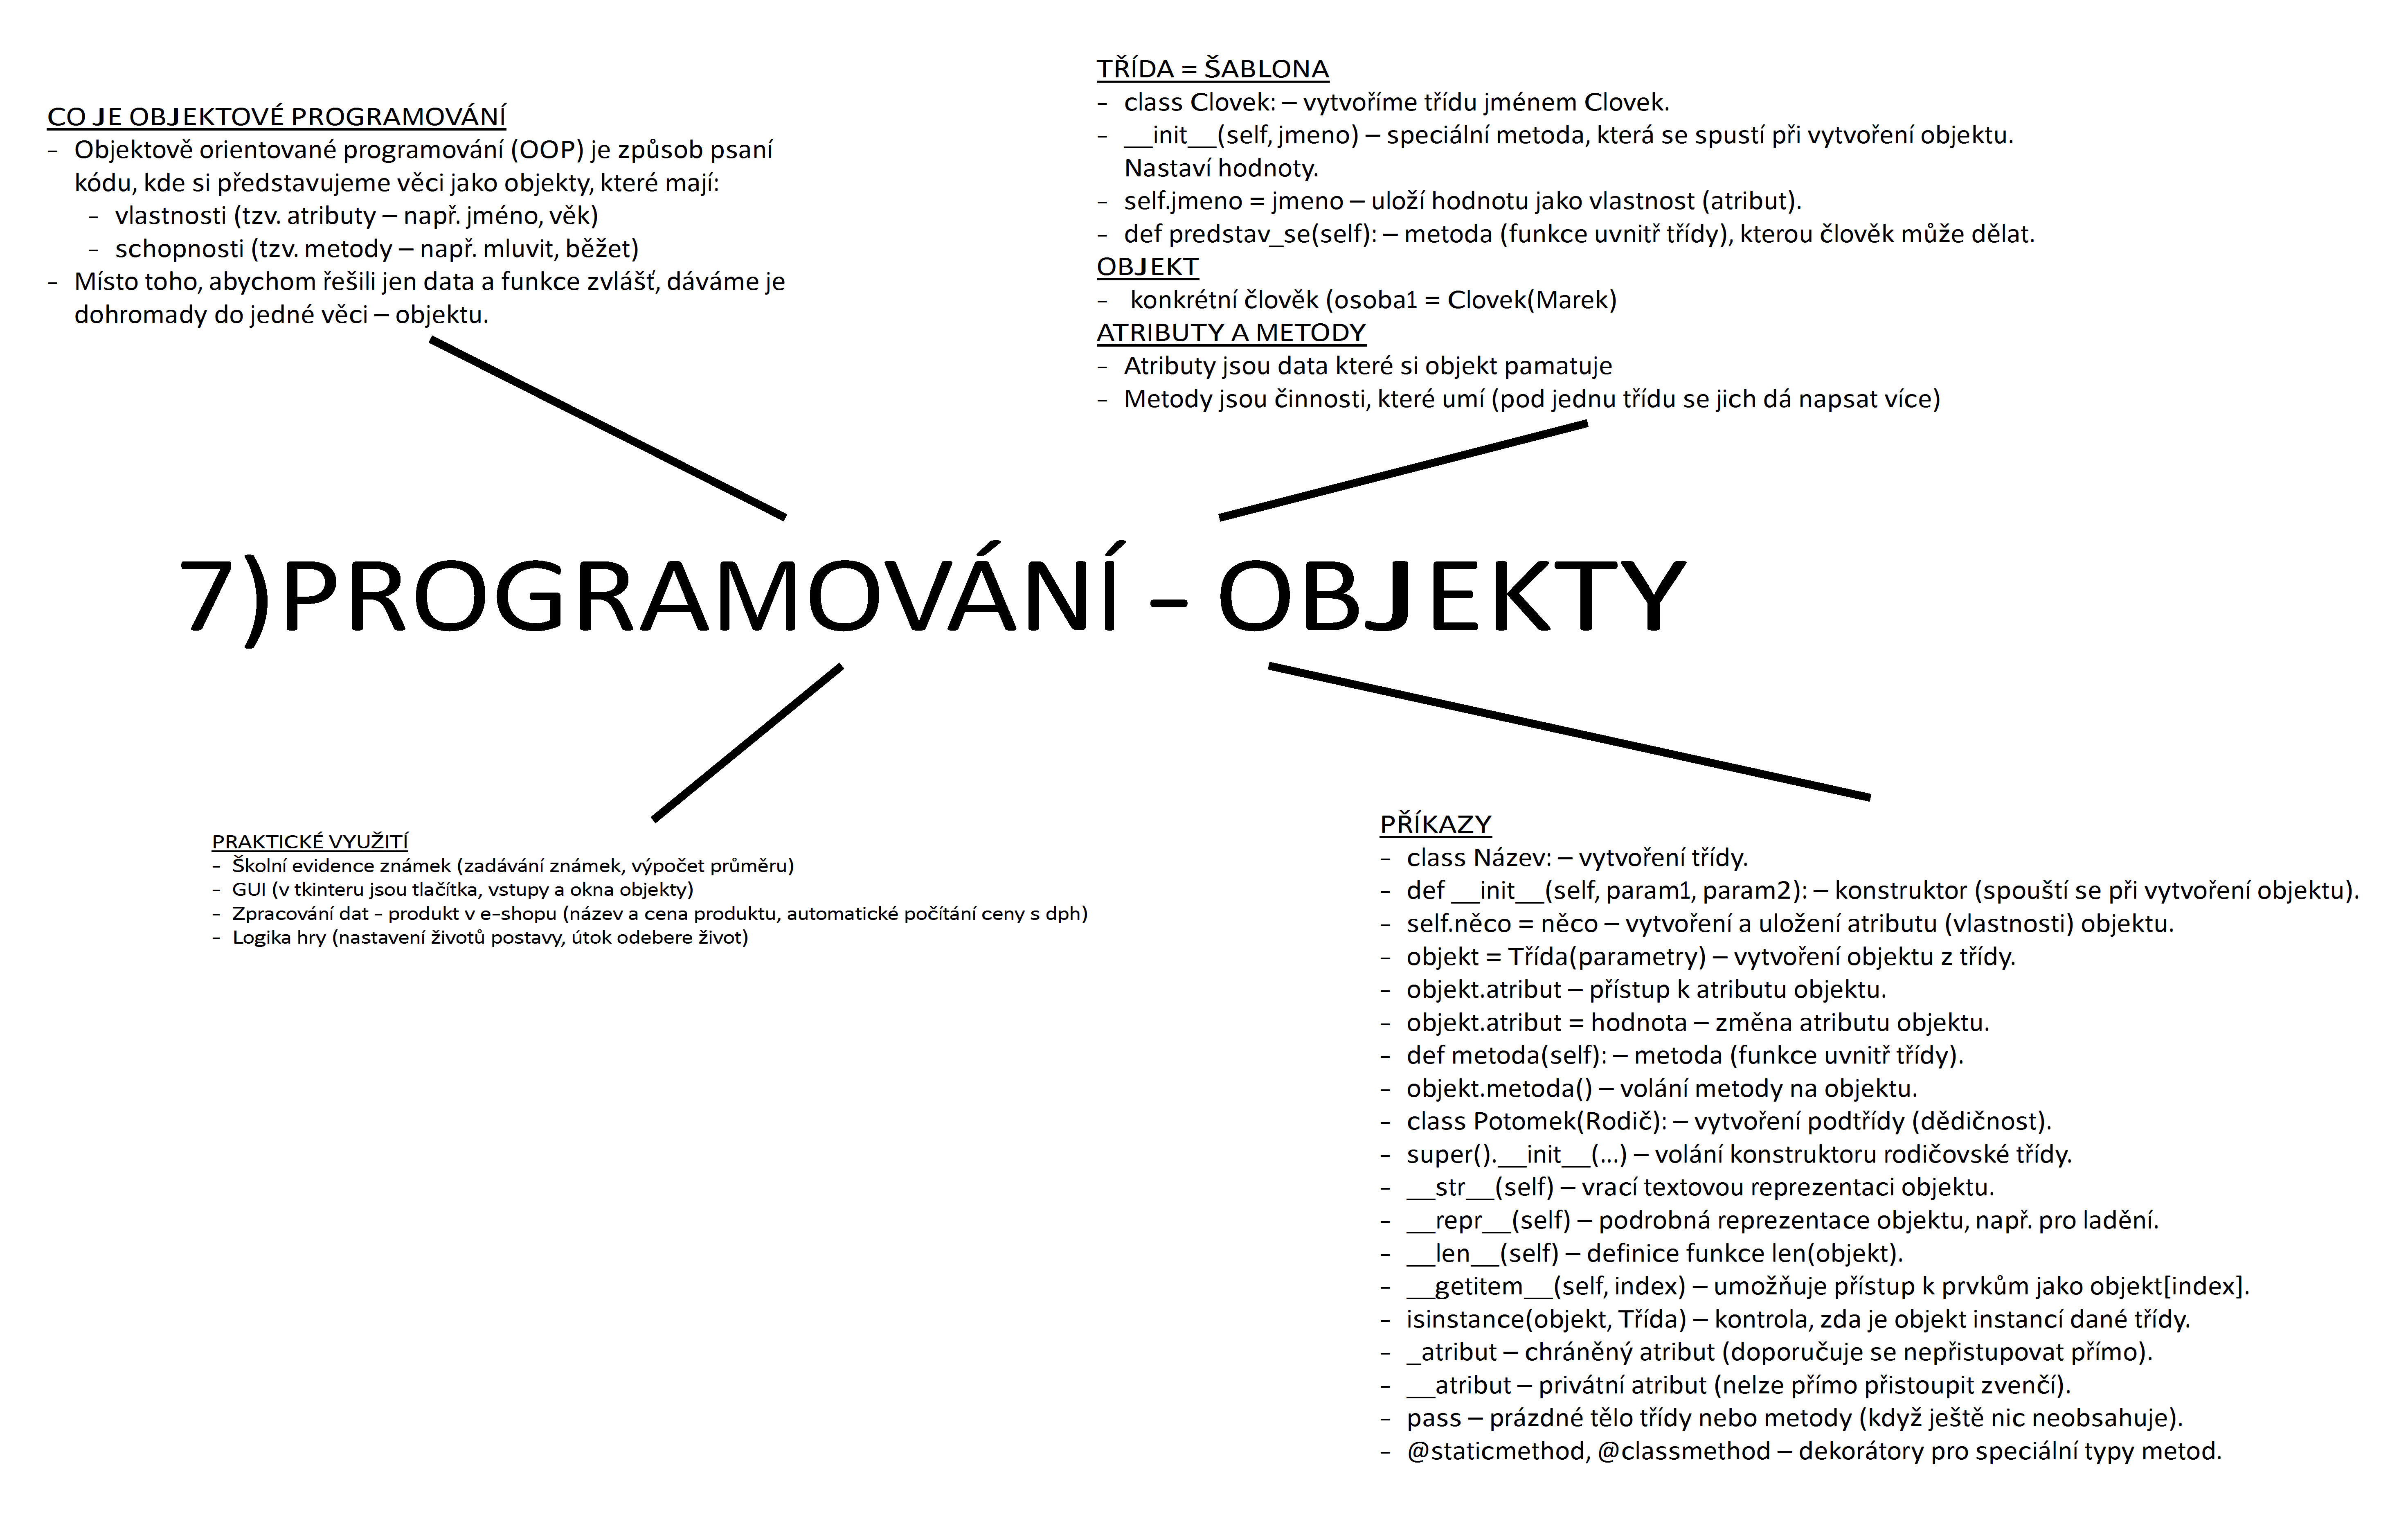 CO JE OBJEKTOVÉ PROGRAMOVÁNÍ
- Objektově orientované programování (OOP) je způsob psaní
kódu, kde si představujeme věci jako objekty, které mají:
- vlastnosti (tzv. atributy – např. jméno, věk)
- schopnosti (tzv. metody – např. mluvit, běžet)
- Místo toho, abychom řešili jen data a funkce zvlášť, dáváme je
dohromady do jedné věci – objektu.
TŘÍDA = ŠABLONA
- class Clovek: – vytvoříme třídu jménem Clovek.
- __init__(self, jmeno) – speciální metoda, která se spustí při vytvoření objektu.
Nastaví hodnoty.
- self.jmeno = jmeno – uloží hodnotu jako vlastnost (atribut).
- def predstav_se(self): – metoda (funkce uvnitř třídy), kterou člověk může dělat.
OBJEKT
- konkrétní člověk (osoba1 = Clovek(Marek)
ATRIBUTY A METODY
- Atributy jsou data které si objekt pamatuje
- Metody jsou činnosti, které umí (pod jednu třídu se jich dá napsat více)
7)PROGRAMOVÁNÍ - OBJEKTY
PRAKTICKÉ VYUŽITÍ
- Školní evidence známek (zadávání známek, výpočet průměru)
- GUI (v tkinteru jsou tlačítka, vstupy a okna objekty)
- Zpracování dat - produkt v e-shopu (název a cena produktu, automatické počítání ceny s dph)
- Logika hry (nastavení životů postavy, útok odebere život)
PŘÍKAZY
- class Název: – vytvoření třídy.
- def __init__(self, param1, param2): – konstruktor (spouští se při vytvoření objektu).
- self.něco = něco – vytvoření a uložení atributu (vlastnosti) objektu.
- objekt = Třída(parametry) – vytvoření objektu z třídy.
- objekt.atribut – přístup k atributu objektu.
- objekt.atribut = hodnota – změna atributu objektu.
- def metoda(self): – metoda (funkce uvnitř třídy).
- objekt.metoda() – volání metody na objektu.
- class Potomek(Rodič): – vytvoření podtřídy (dědičnost).
- super().__init__(...) – volání konstruktoru rodičovské třídy.
- __str__(self) – vrací textovou reprezentaci objektu.
- __repr__(self) – podrobná reprezentace objektu, např. pro ladění.
- __len__(self) – definice funkce len(objekt).
- __getitem__(self, index) – umožňuje přístup k prvkům jako objekt[index].
- isinstance(objekt, Třída) – kontrola, zda je objekt instancí dané třídy.
- _atribut – chráněný atribut (doporučuje se nepřistupovat přímo).
- __atribut – privátní atribut (nelze přímo přistoupit zvenčí).
- pass – prázdné tělo třídy nebo metody (když ještě nic neobsahuje).
- @staticmethod, @classmethod – dekorátory pro speciální typy metod.